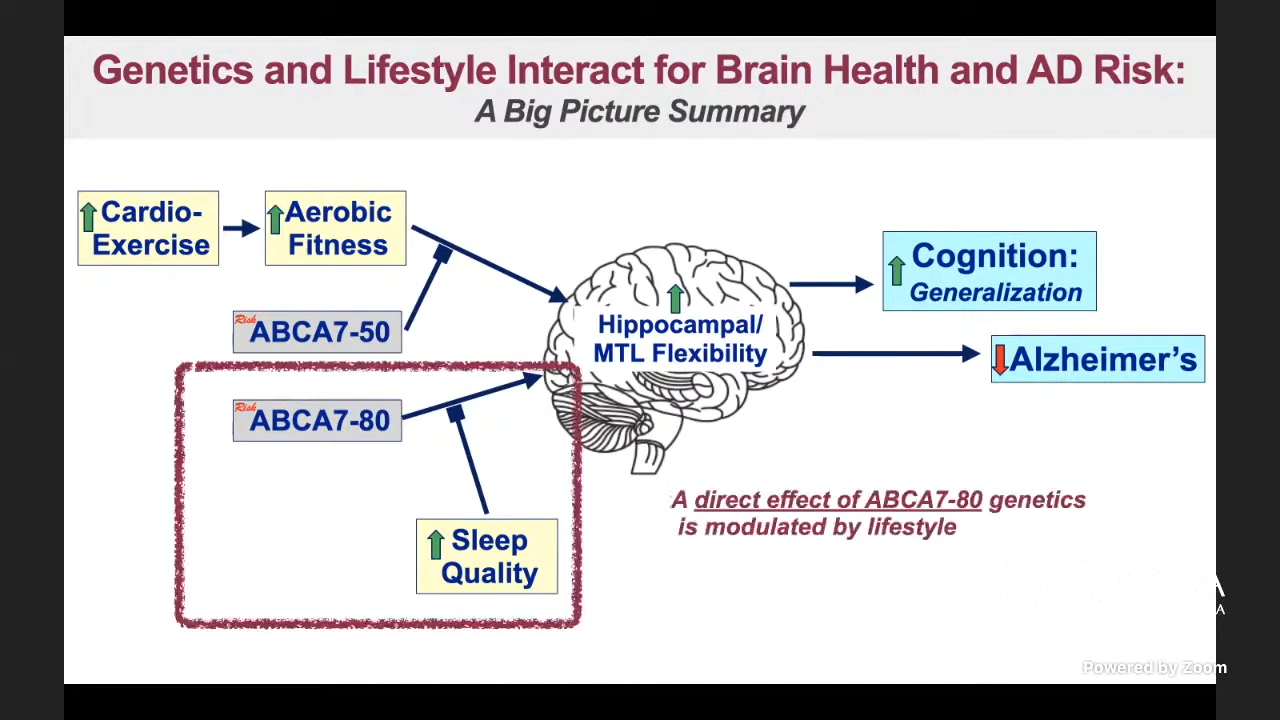 Genetics and Lifestyle Interact for Brain Health and AD Risk:
A Big Picture Summary
Cardio-
Exercise
Aerobic
Fitness
Risk
ABCA7-50
Risk
ABCA7-80
Sleep
Quality
Hippocampal/
MTL Flexibility
Cognition:
Generalization
Alzheimer's
A direct effect of ABCA7-80 genetics
is modulated by lifestyle
A
A
Powered by Zoom